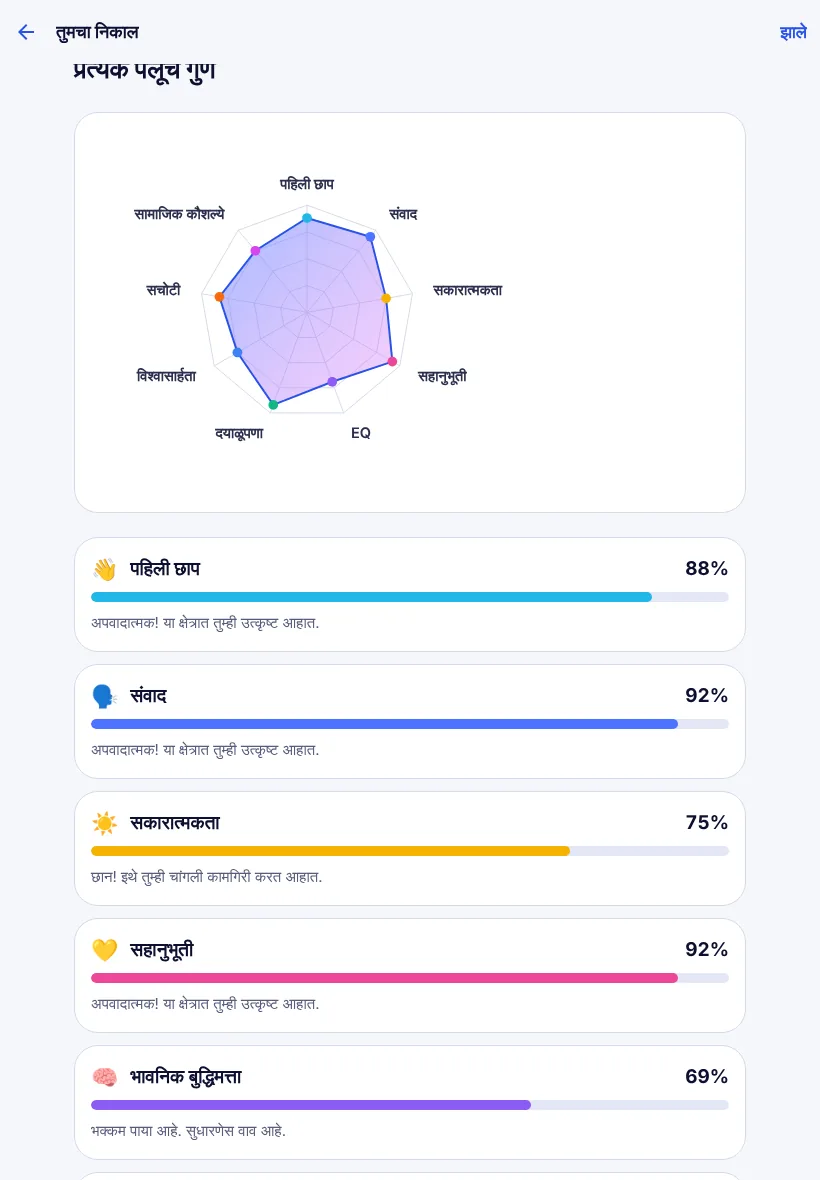 तुमचा निकाल
झाले
प्रत्येक पैलूचे गुण
पहिली छाप
सामाजिक कौशल्ये
संवाद
सचोटी
सकारात्मकता
विश्वासार्हता
सहानुभूती
दयाळूपणा
EQ
पहिली छाप
88%
अपवादात्मक! या क्षेत्रात तुम्ही उत्कृष्ट आहात.
संवाद
92%
अपवादात्मक! या क्षेत्रात तुम्ही उत्कृष्ट आहात.
सकारात्मकता
75%
छान! इथे तुम्ही चांगली कामगिरी करत आहात.
सहानुभूती
92%
अपवादात्मक! या क्षेत्रात तुम्ही उत्कृष्ट आहात.
भावनिक बुद्धिमत्ता
69%
भक्कम पाया आहे. सुधारणेस वाव आहे.